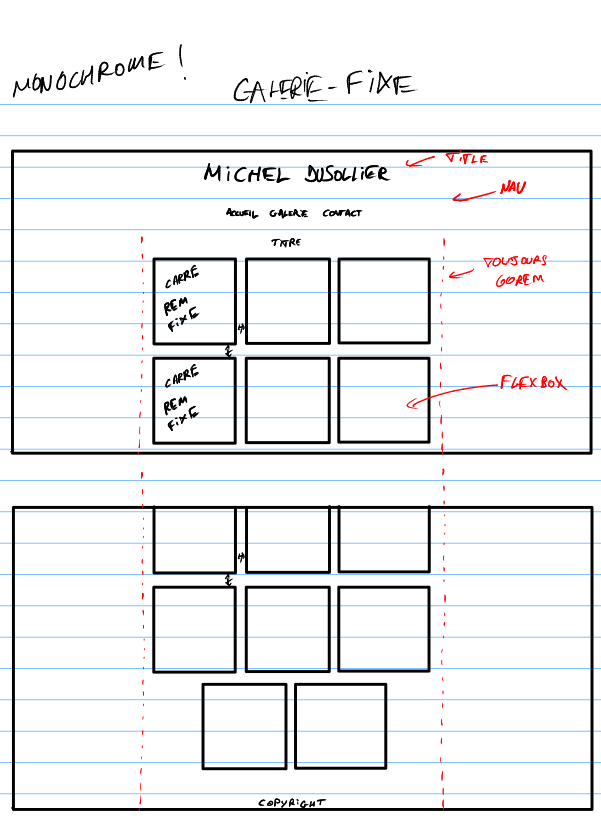 MONOCHROME !
GALERIE-FIXE
MICHEL DUSOLLIER
TITLE
NAV
ACCUEIL GALERIE CONTACT
TITRE
TOUJOURS
60REM
CARRE
REM
FIXE
CARRE
REM
FIXE
FLEXBOX
COPYRIGHT